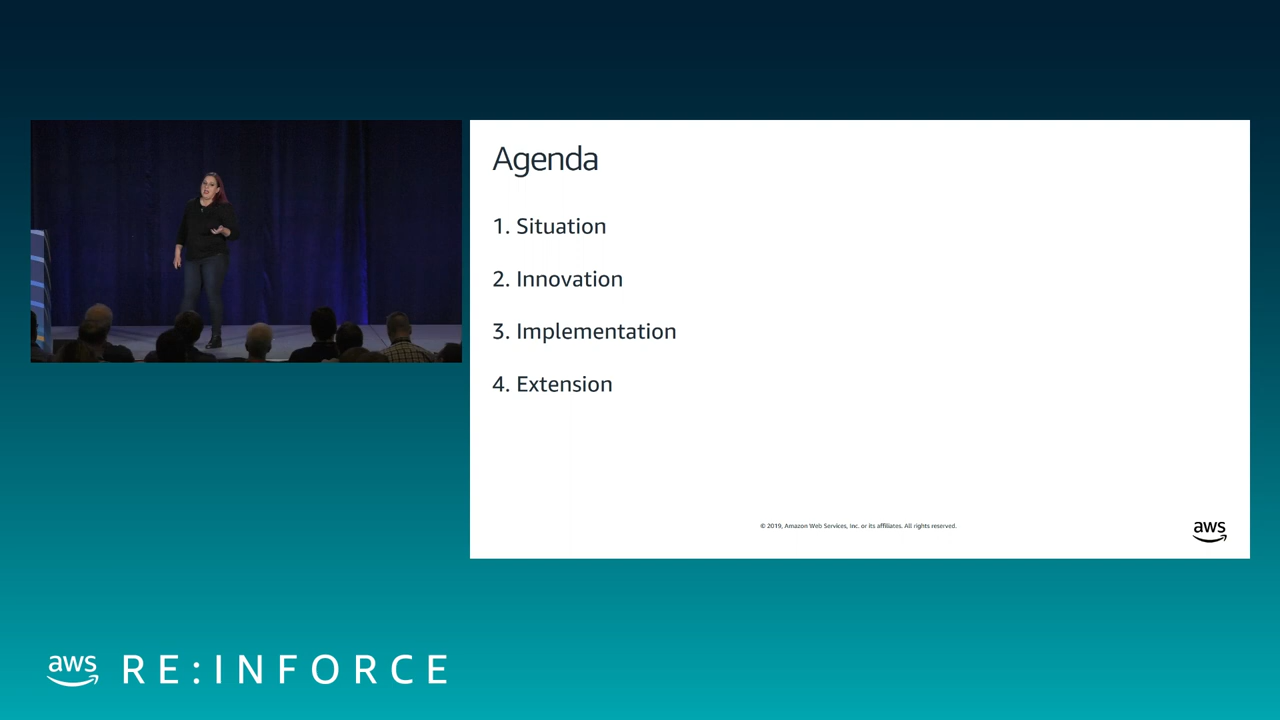 Agenda
1. Situation
2. Innovation
3. Implementation
4. Extension
© 2019, Amazon Web Services, Inc. or its affiliates. All rights reserved.
aws
aws RE:INFORCE